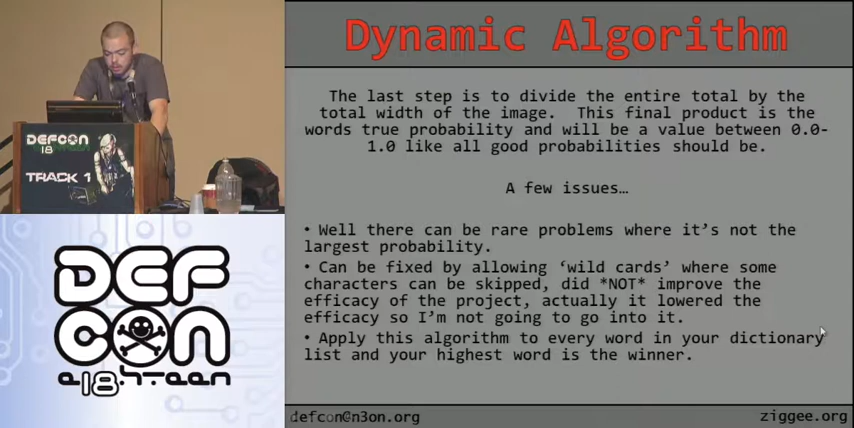 Dynamic Algorithm
The last step is to divide the entire total by the
total width of the image. This final product is the
words true probability and will be a value between 0.0-
1.0 like all good probabilities should be.
A few issues…
• Well there can be rare problems where it's not the
largest probability.
• Can be fixed by allowing 'wild cards' where some
characters can be skipped, did *NOT* improve the
efficacy of the project, actually it lowered the
efficacy so I'm not going to go into it.
• Apply this algorithm to every word in your dictionary
list and your highest word is the winner.
defcon@n3on.org
ziggee.org
DEFCON
18
TRACK 1
DEF
CON
e18h.teen